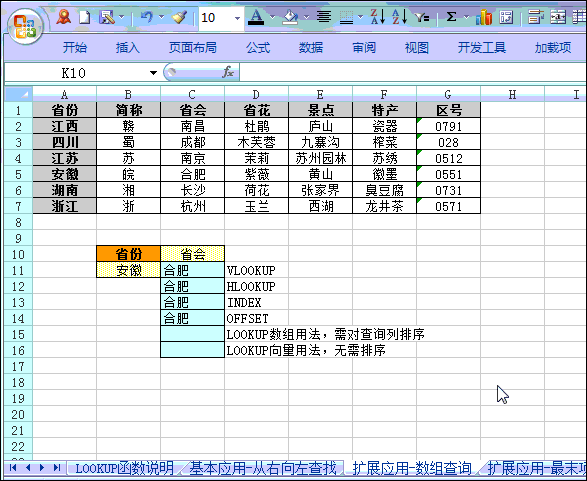 10
开始 插入 页面布局 公式 数据 审阅 视图 开发工具 加载项
K10 fx
A B C D E F G H I
1 省份 简称 省会 省花 景点 特产 区号
2 江西 赣 南昌 杜鹃 庐山 瓷器 0791
3 四川 蜀 成都 木芙蓉 九寨沟 榨菜 028
4 江苏 苏 南京 茉莉 苏州园林 苏绣 0512
5 安徽 皖 合肥 紫薇 黄山 徽墨 0551
6 湖南 湘 长沙 荷花 张家界 臭豆腐 0731
7 浙江 浙 杭州 玉兰 西湖 龙井茶 0571
8
9
10 省份 省会
11 安徽 合肥 VLOOKUP
12 合肥 HLOOKUP
13 合肥 INDEX
14 合肥 OFFSET
15 LOOKUP数组用法，需对查询列排序
16 LOOKUP向量用法，无需排序
17
18
19
20
21
22
LOOKUP函数说明 基本应用-从右向左查找 扩展应用-数组查询 扩展应用-最末项